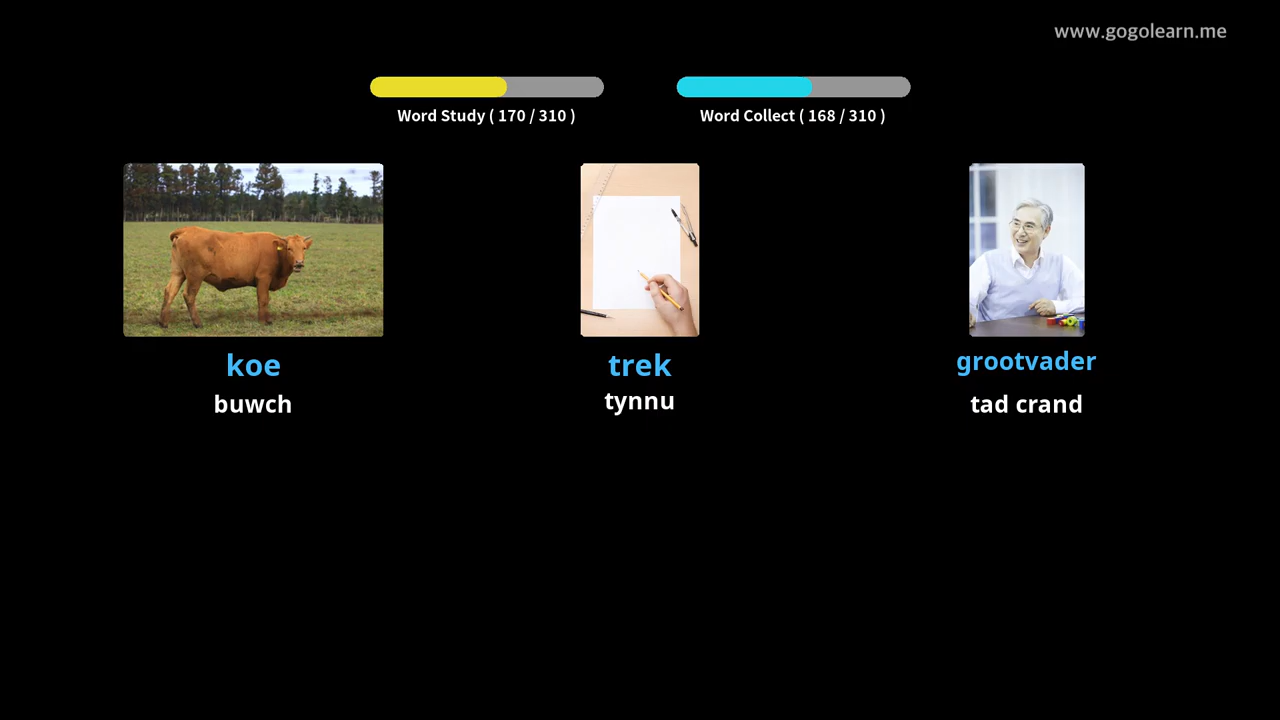 www.gogolearn.me
Word Study ( 170 / 310 )
Word Collect ( 168 / 310 )
koe
trek
grootvader
buwch
tynnu
tad crand